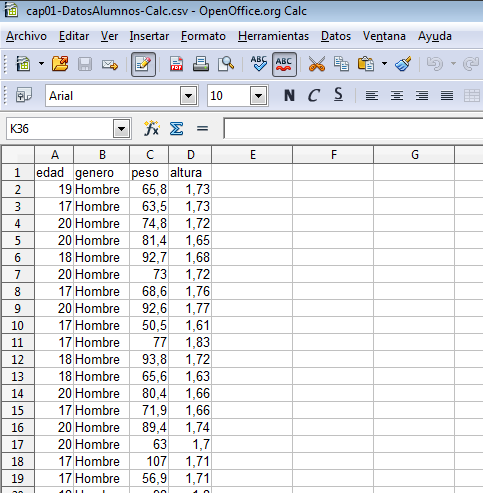 cap01-DatosAlumnos-Calc.csv - OpenOffice.org Calc
Archivo Editar Ver Insertar Formato Herramientas Datos Ventana Ayuda
ABC ABC
Arial 10 N C S
K36
A B C D E F G
1 edad genero peso altura
2 19 Hombre 65,8 1,73
3 17 Hombre 63,5 1,73
4 20 Hombre 74,8 1,72
5 20 Hombre 81,4 1,65
6 18 Hombre 92,7 1,68
7 20 Hombre 73 1,72
8 17 Hombre 68,6 1,76
9 20 Hombre 92,6 1,77
10 17 Hombre 50,5 1,61
11 17 Hombre 77 1,83
12 18 Hombre 93,8 1,72
13 18 Hombre 65,6 1,63
14 20 Hombre 80,4 1,66
15 17 Hombre 71,9 1,66
16 20 Hombre 89,4 1,74
17 20 Hombre 63 1,7
18 17 Hombre 107 1,71
19 17 Hombre 56,9 1,71